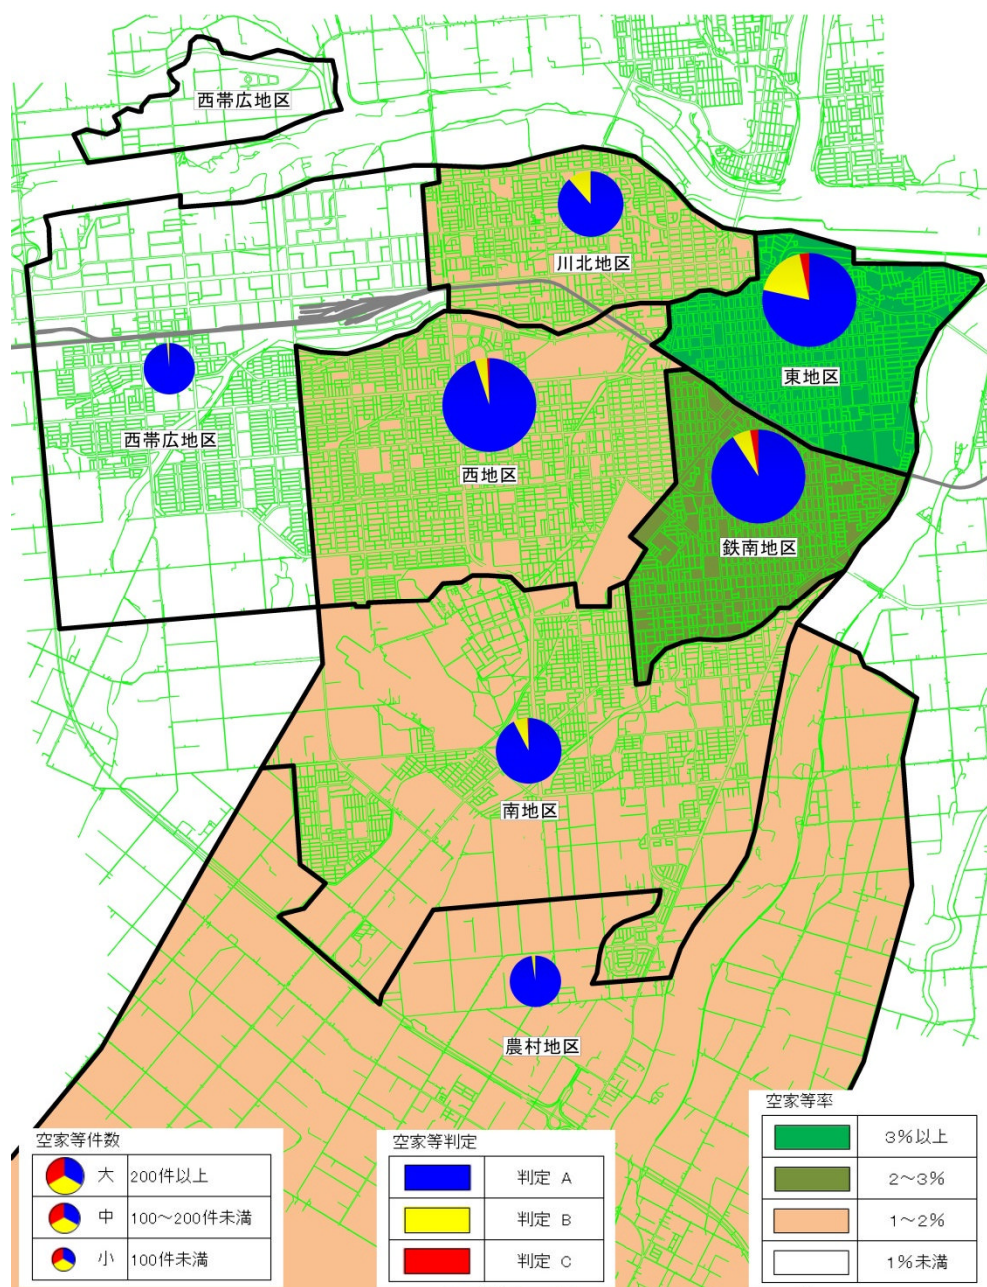 西帯広地区
川北地区
東地区
西帯広地区
西地区
鉄南地区
南地区
農村地区
空家等件数
大 200件以上
中 100～200件未満
小 100件未満
空家等判定
判定 A
判定 B
判定 C
空家等率
3%以上
2～3%
1～2%
1%未満